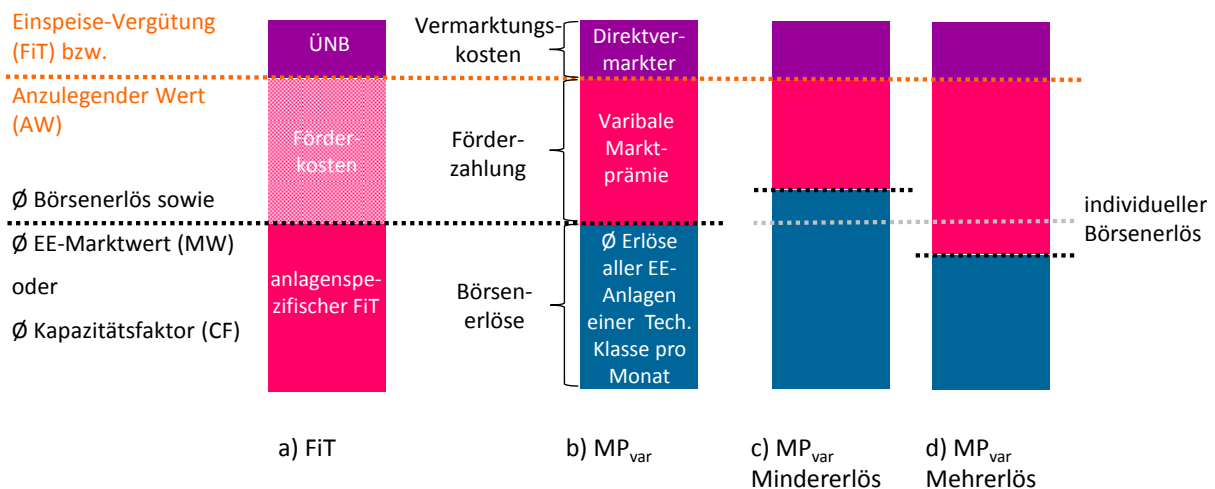 Einspeise-Vergütung
(FiT) bzw.
Anzulegender Wert
(AW)
Ø Börsenerlös sowie
Ø EE-Marktwert (MW)
oder
Ø Kapazitätsfaktor (CF)
ÜNB
Förder-
kosten
anlagenspe-
zifischer FiT
Vermarktungs-
kosten
Förder-
zahlung
Börsen-
erlöse
Direktver-
markter
Varibale
Markt-
prämie
Ø Erlöse
aller EE-
Anlagen
einer Tech.
Klasse pro
Monat
individueller
Börsenerlös
a) FiT
b) MPvar
c) MPvar
Mindererlös
d) MPvar
Mehrerlös